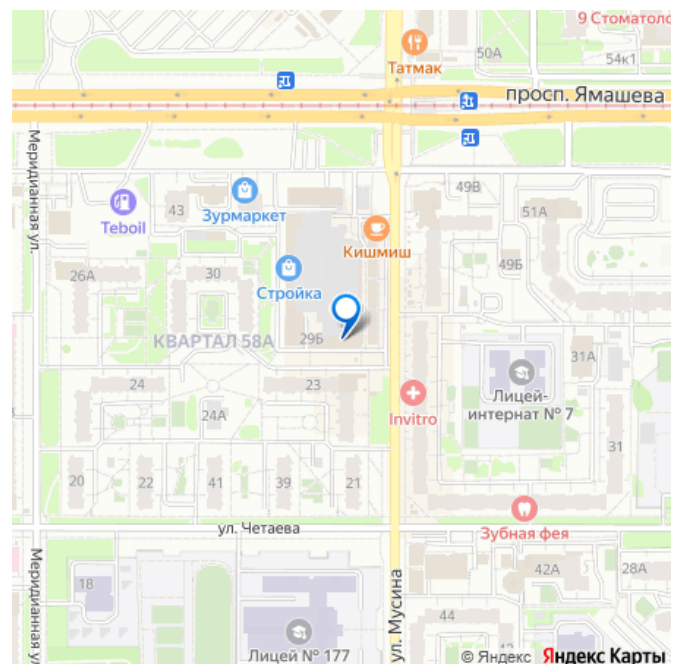 9 Стоматоло
Татмак
50А
54к1
просп. Ямашева
Меридианная ул.
49В
43
Зурмаркет
51А
Teboil
Кишмиш
26А
30
49Б
Стройка
КВАРТАЛ 58А
29Б
31А
24
23
Лицей-
интернат № 7
24А
Invitro
31
20
22
41
39
21
ул. Четаева
Зубная фея
Меридианная у
18
42А
28А
ул. Мусина
44
43
Лицей № 177
© Яндекс Яндекс Карты